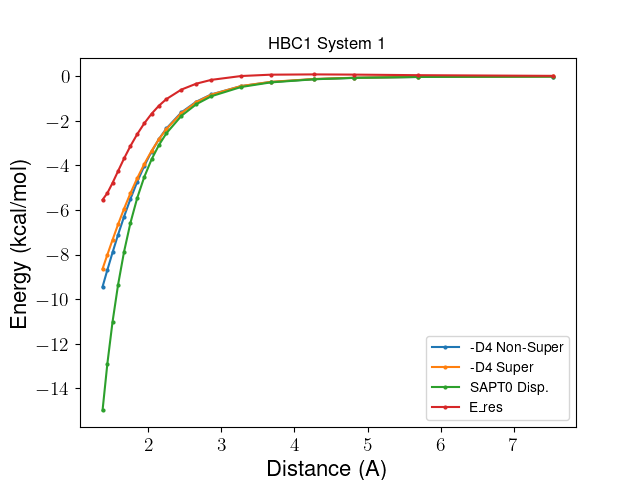 HBC1 System 1
Energy (kcal/mol)
0
−2
−4
−6
−8
−10
−12
−14
-D4 Non-Super
-D4 Super
SAPT0 Disp.
E_res
2 3 4 5 6 7
Distance (A)